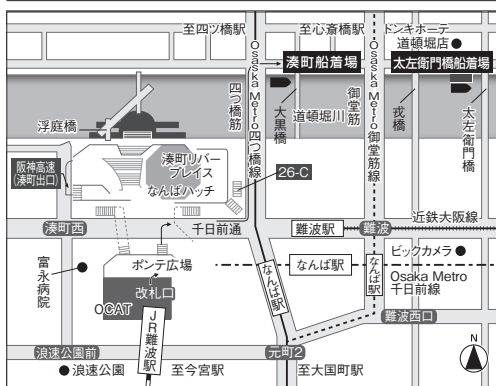 至四ツ橋駅
至心斎橋駅
ドンキホーテ
道頓堀店
Osaka Metro四つ橋線
Osaka Metro御堂筋線
湊町船着場
太左衛門橋船着場
四つ橋筋
大黒橋
道頓堀川
御堂筋
戎橋
太左衛門橋
浮庭橋
阪神高速
(湊町出口)
湊町リバー
プレイス
なんばハッチ
26-C
近鉄大阪線
湊町西
千日前通
難波駅
難波
ビックカメラ
富永病院
ポンテ広場
改札口
OCAT
なんば駅
なんば駅
なんば駅
Osaka Metro
千日前線
JR難波駅
難波西口
浪速公園前
元町2
浪速公園
至今宮駅
至大国町駅
N